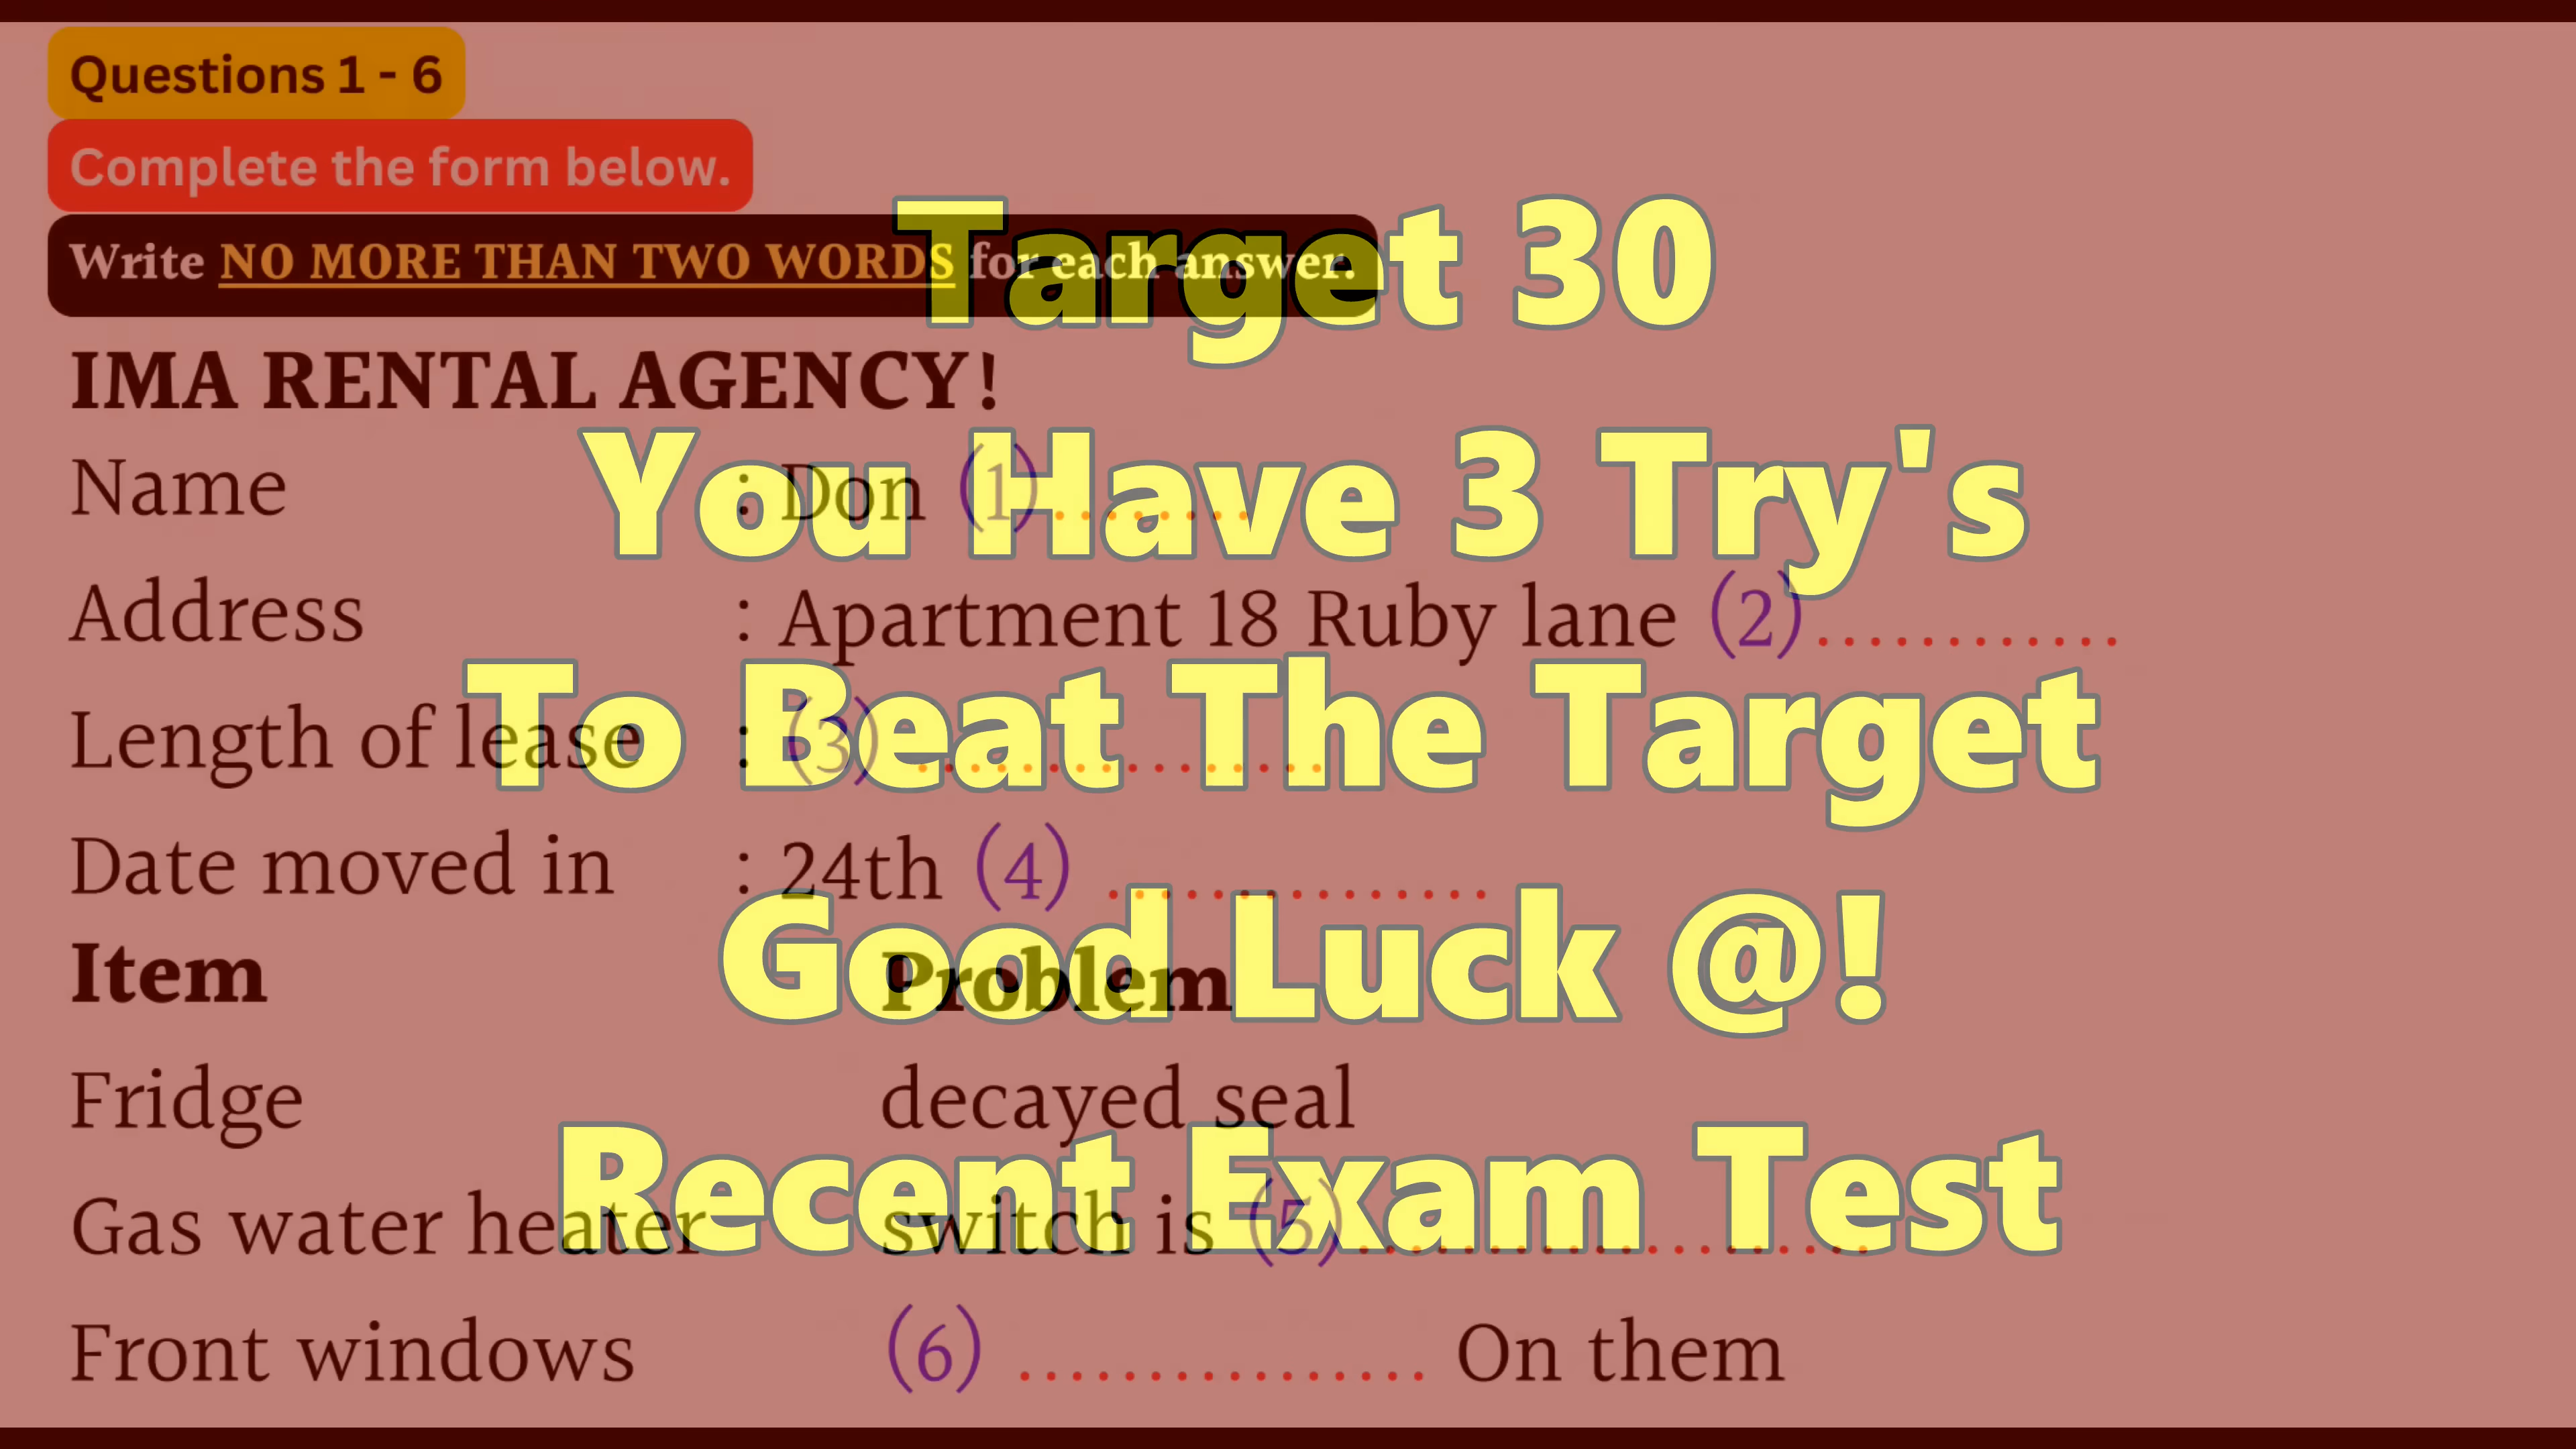 Questions 1 - 6
Complete the form below.
Write NO MORE THAN TWO WORDS for each answer.
IMA RENTAL AGENCY!
Name : Don (1)........
Address : Apartment 18 Ruby lane (2)............
Length of lease : (3) ................
Date moved in : 24th (4) ...............
Item Problem
Fridge decayed seal
Gas water heater switch is (5)....................
Front windows (6) ................ On them
Target 30
You Have 3 Try's
To Beat The Target
Good Luck @!
Recent Exam Test